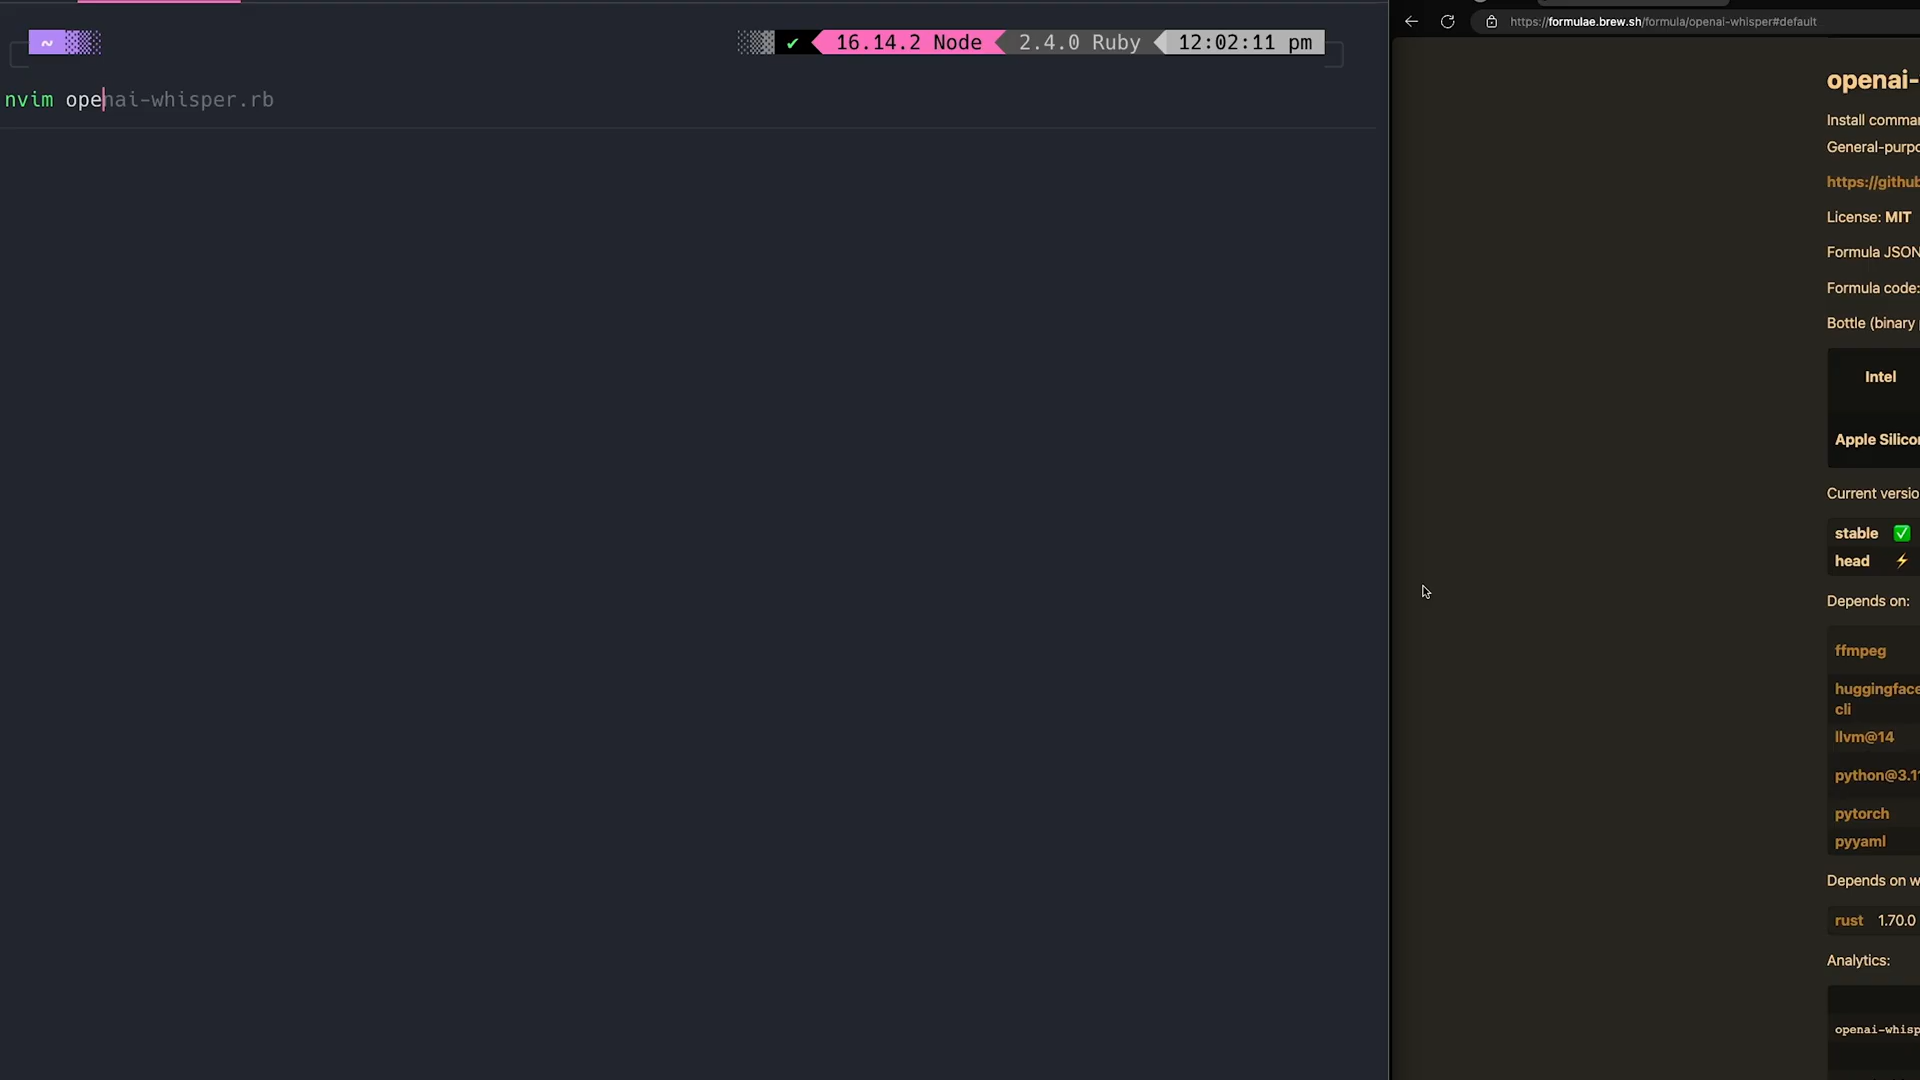 ~
✔ 16.14.2 Node 2.4.0 Ruby 12:02:11 pm
nvim openai-whisper.rb
https://formulae.brew.sh/formula/openai-whisper#default
openai-
Install comma
General-purpo
https://github
License: MIT
Formula JSON
Formula code:
Bottle (binary
Intel
Apple Silico
Current versio
stable ✅
head ⚡
Depends on:
ffmpeg
huggingface
cli
llvm@14
python@3.11
pytorch
pyyaml
Depends on w
rust 1.70.0
Analytics:
openai-whisp